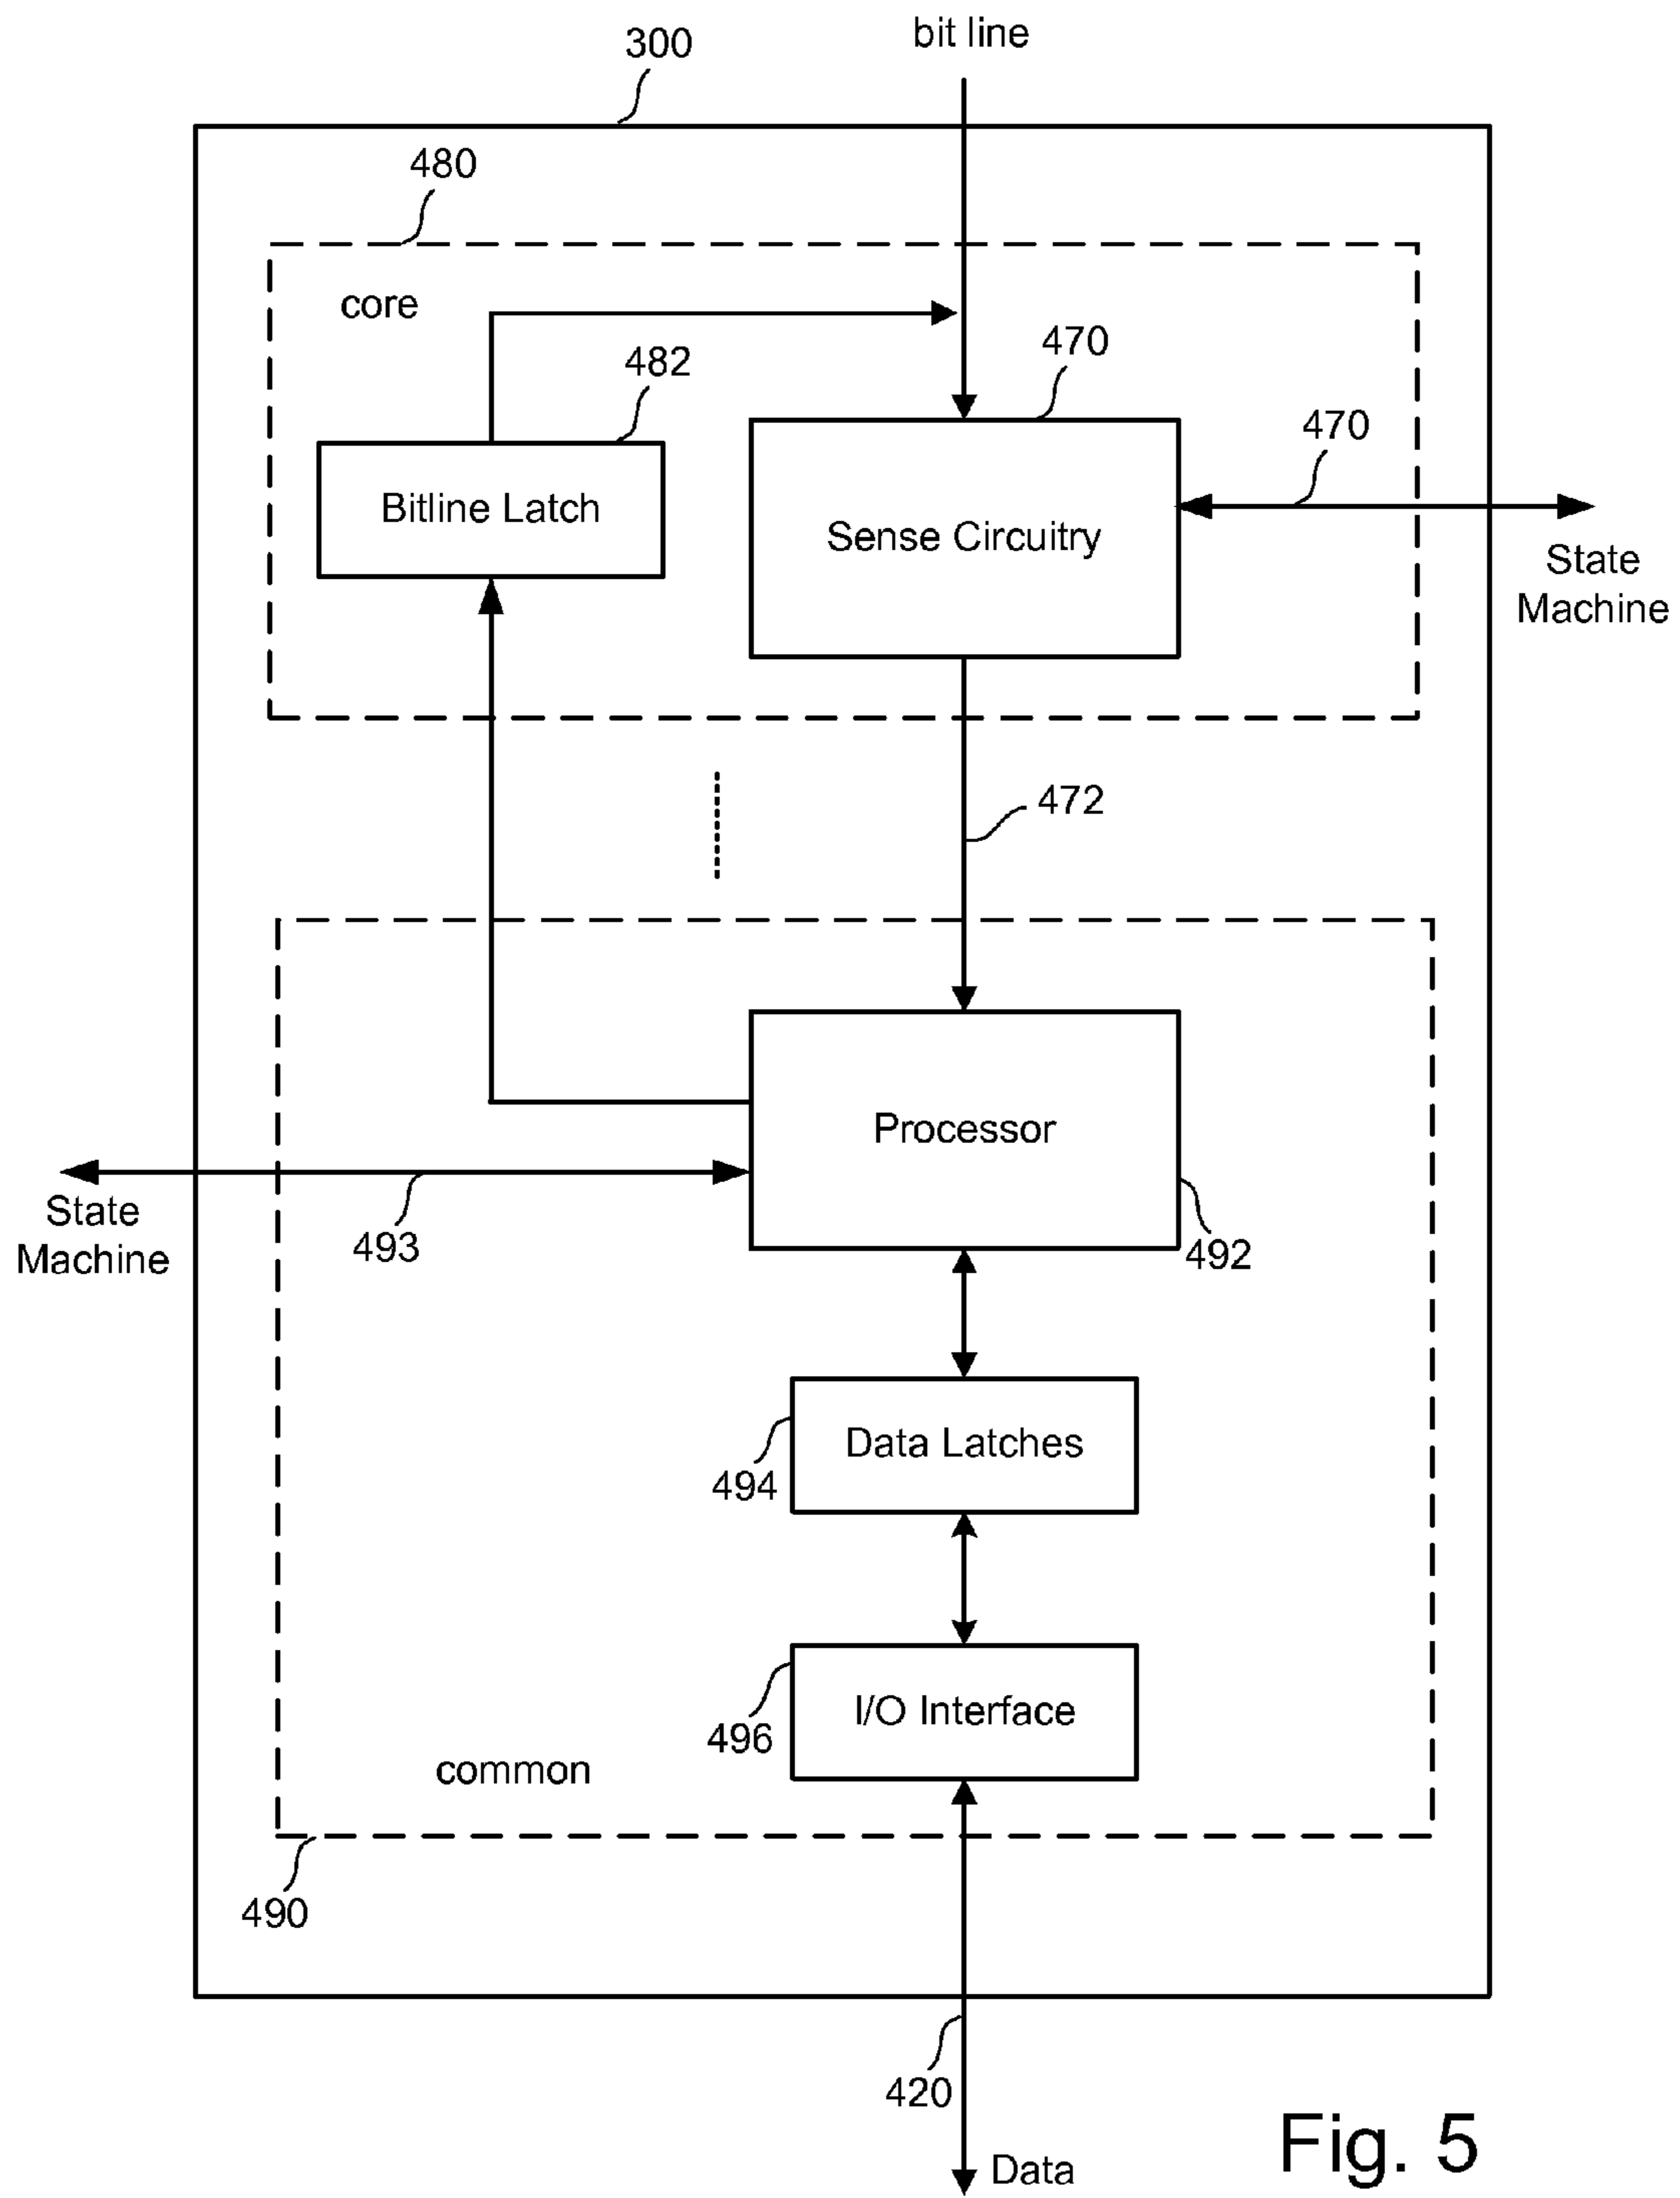 bit line
300
480
core
470
482
470
Bitline Latch
Sense Circuitry
State
Machine
472
Processor
State
Machine
493
492
Data Latches
494
I/O Interface
496
common
490
420
Data
Fig. 5